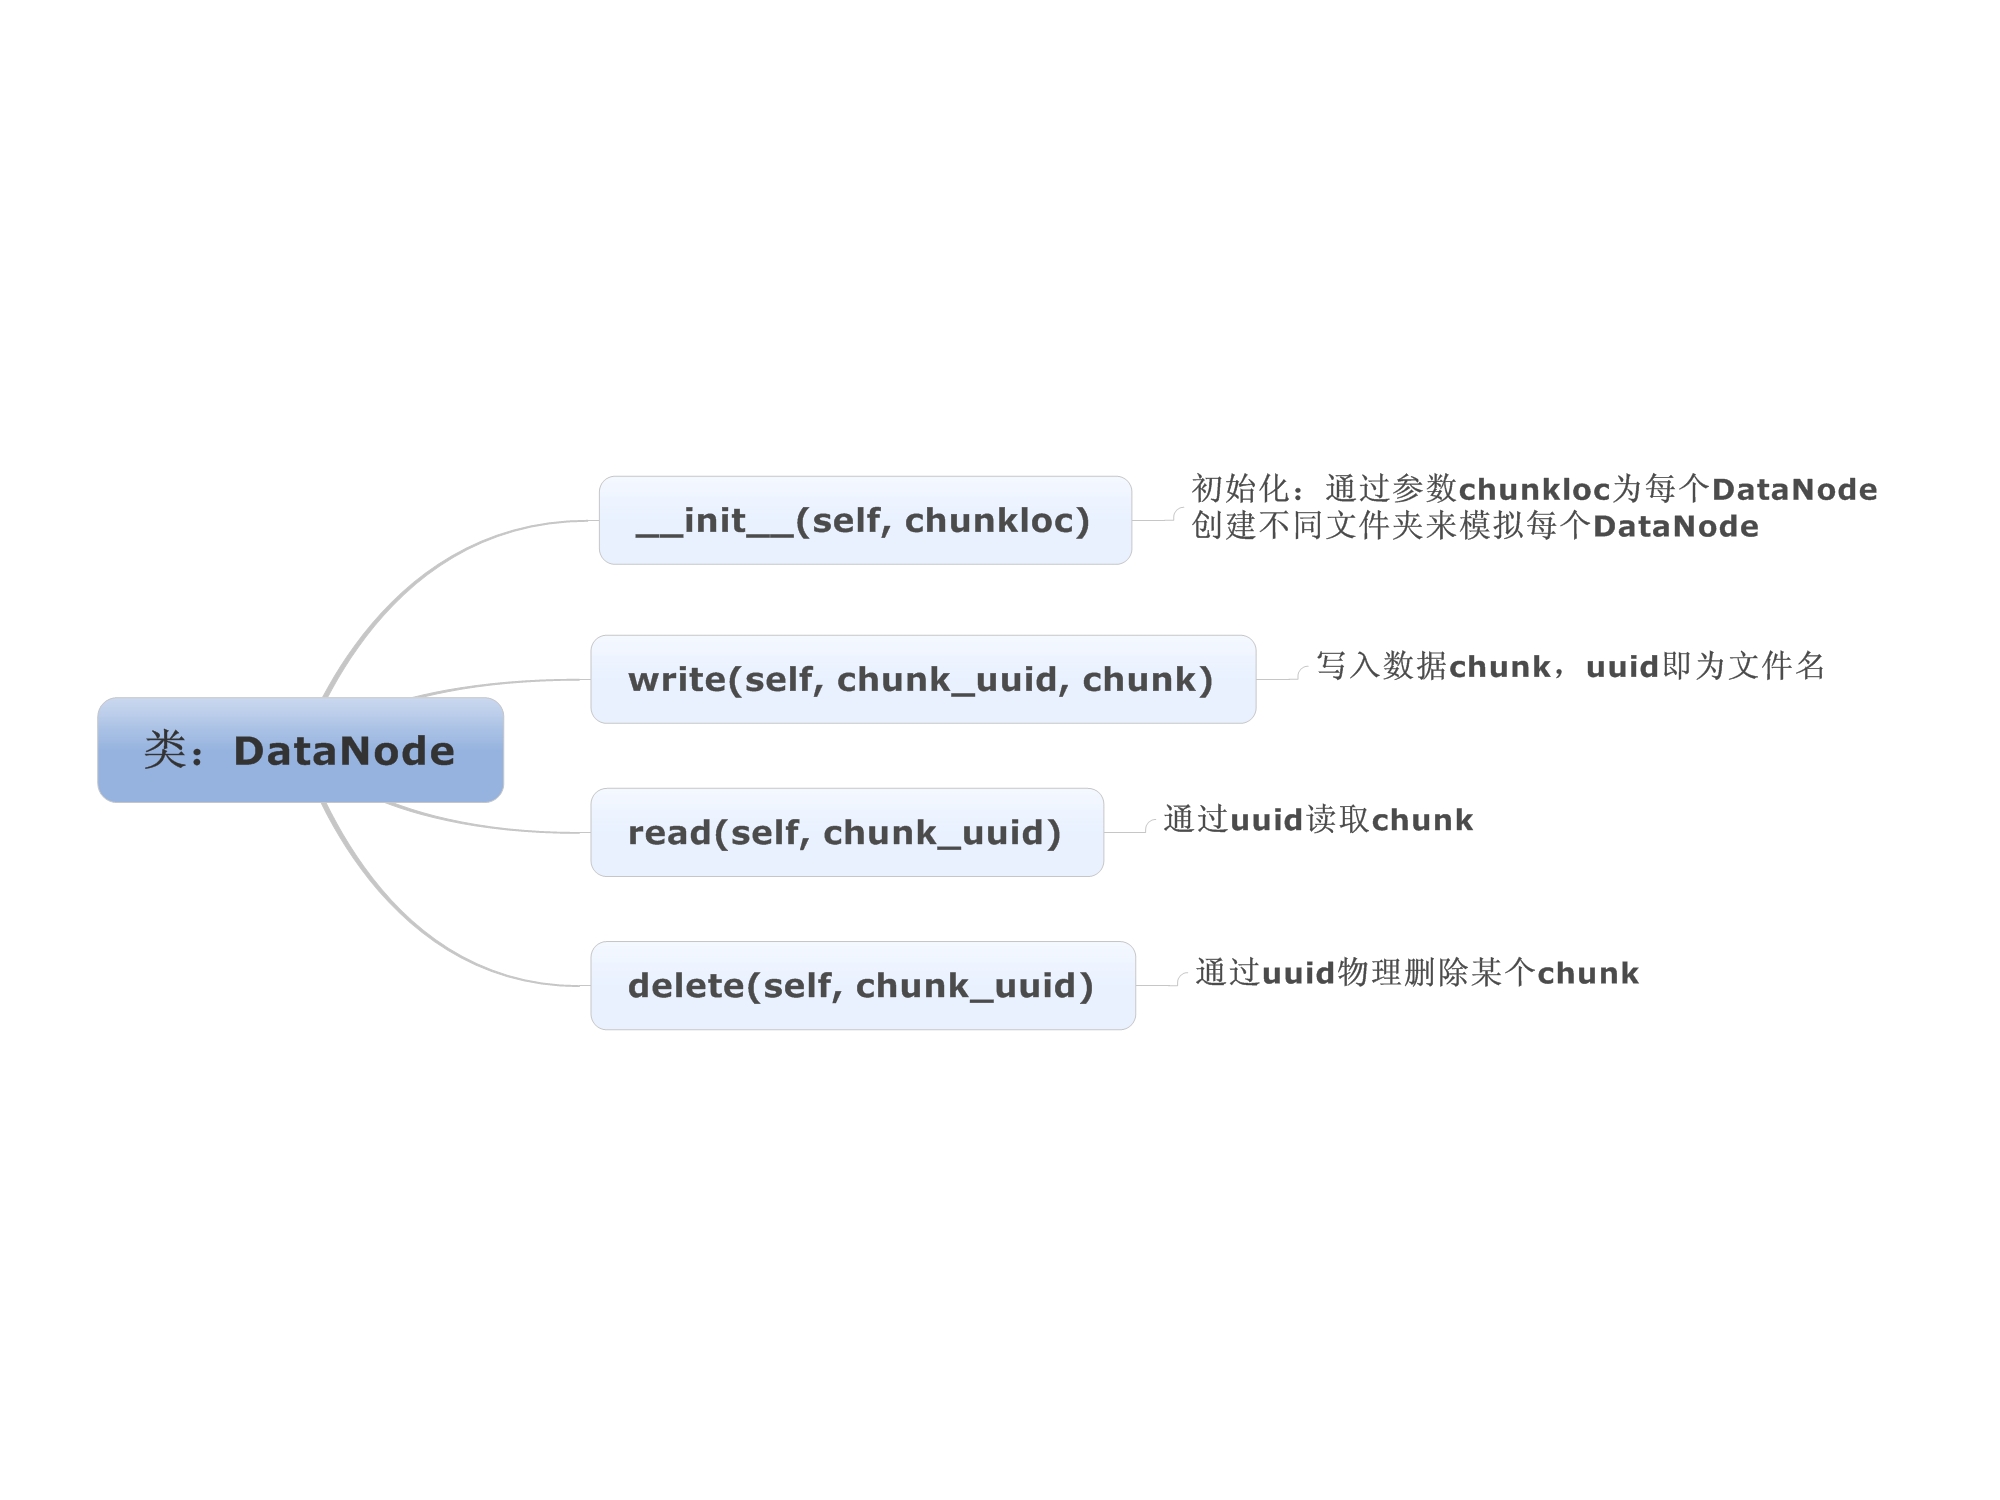 类：DataNode
__init__(self, chunkloc)
初始化：通过参数chunkloc为每个DataNode
创建不同文件夹来模拟每个DataNode
write(self, chunk_uuid, chunk)
写入数据chunk，uuid即为文件名
read(self, chunk_uuid)
通过uuid读取chunk
delete(self, chunk_uuid)
通过uuid物理删除某个chunk